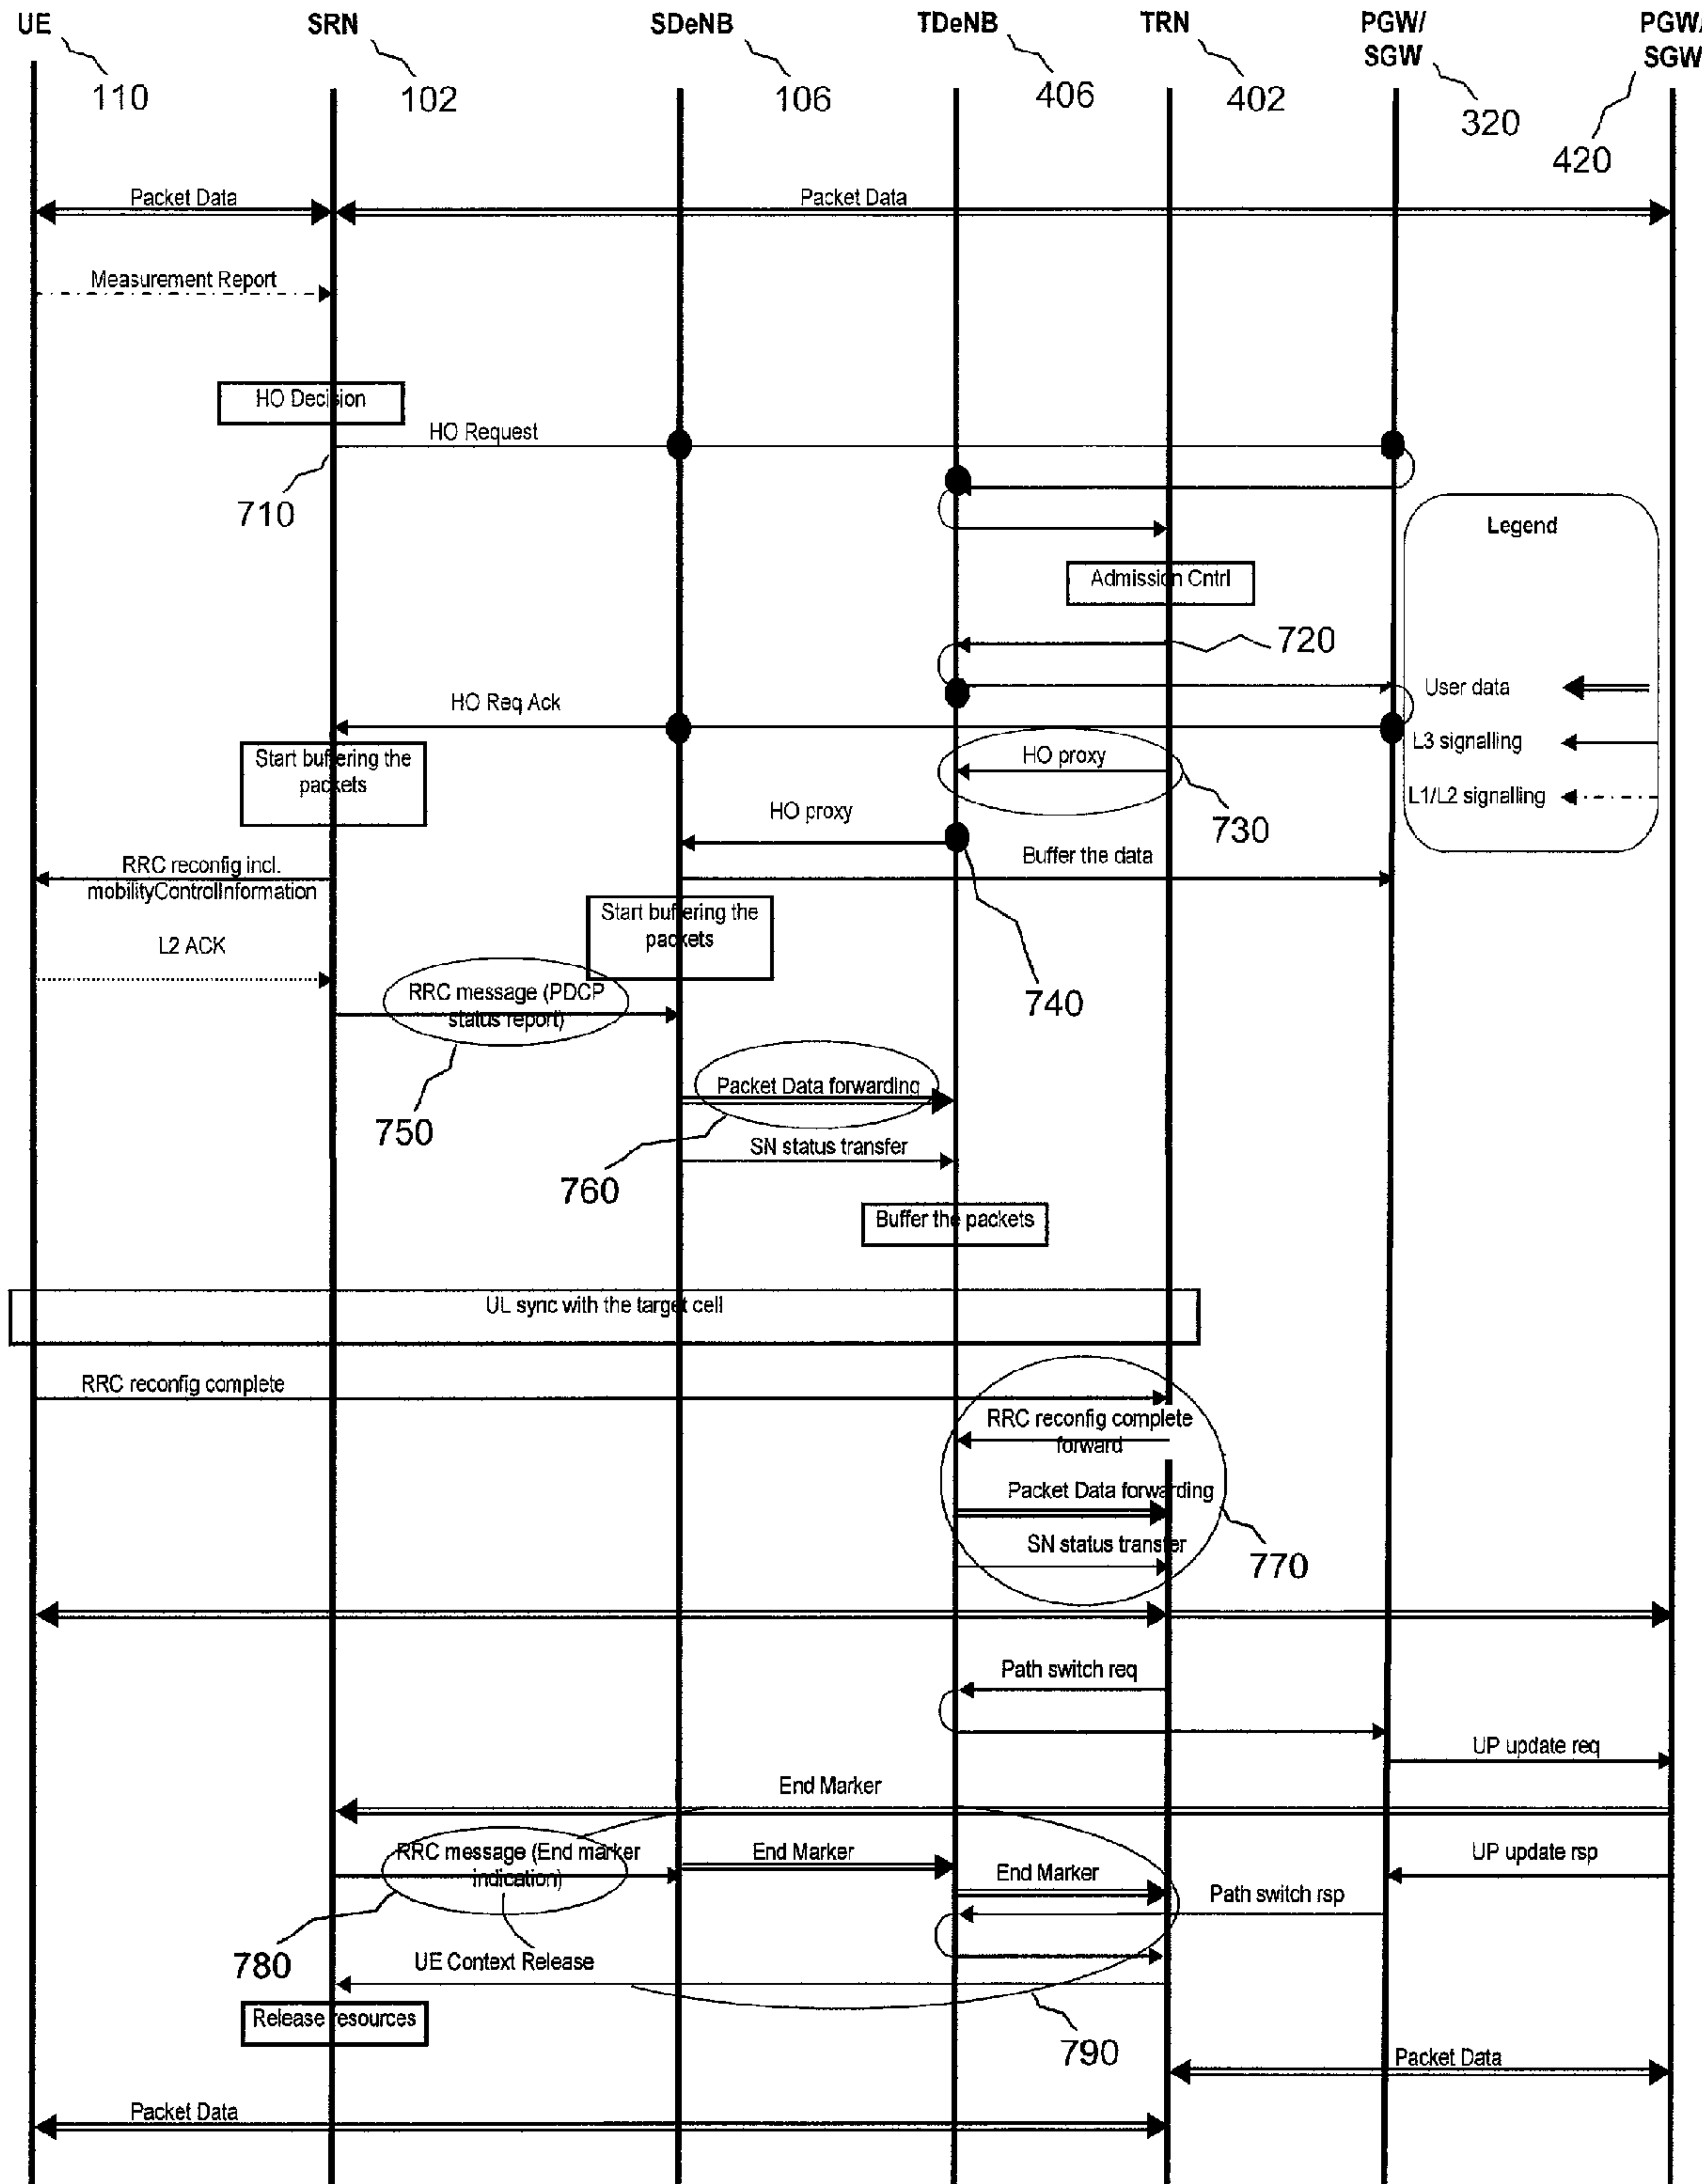 UE
SRN
SDeNB
TDeNB
TRN
PGW/
SGW
PGW/
SGW
110
102
106
406
402
320
420
Packet Data
Packet Data
Measurement Report
HO Decision
HO Request
710
Legend
Admission Cntrl
720
User data
HO Req Ack
L3 signalling
Start buffering the
packets
HO proxy
L1/L2 signalling
HO proxy
730
Buffer the data
RRC reconfig incl.
mobilityControlInformation
Start buffering the
packets
L2 ACK
RRC message (PDCP
status report)
740
Packet Data forwarding
750
SN status transfer
760
Buffer the packets
UL sync with the target cell
RRC reconfig complete
RRC reconfig complete
forward
Packet Data forwarding
SN status transfer
770
Path switch req
UP update req
End Marker
RRC message (End marker
indication)
End Marker
UP update rsp
End Marker
Path switch rsp
780
UE Context Release
Release resources
790
Packet Data
Packet Data